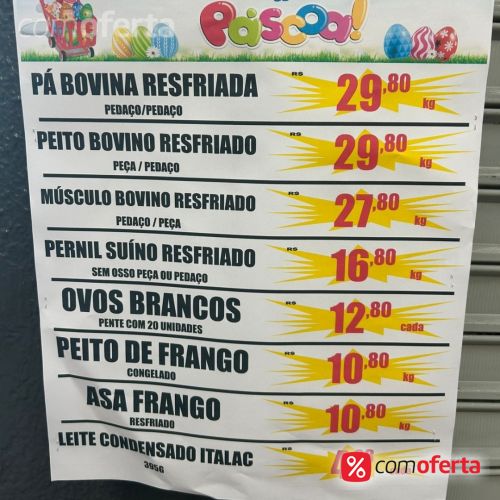 comoferta
Páscoa!
PÁ BOVINA RESFRIADA
PEDAÇO/PEDAÇO
R$ 29,80 kg
PEITO BOVINO RESFRIADO
PEÇA / PEDAÇO
R$ 29,80 kg
MÚSCULO BOVINO RESFRIADO
PEDAÇO / PEÇA
R$ 27,80 kg
PERNIL SUÍNO RESFRIADO
SEM OSSO PEÇA OU PEDAÇO
R$ 16,80 kg
OVOS BRANCOS
PENTE COM 20 UNIDADES
R$ 12,80 cada
PEITO DE FRANGO
CONGELADO
R$ 10,80 kg
ASA FRANGO
RESFRIADO
R$ 10,80 kg
LEITE CONDENSADO ITALAC
395G
R$
% comoferta